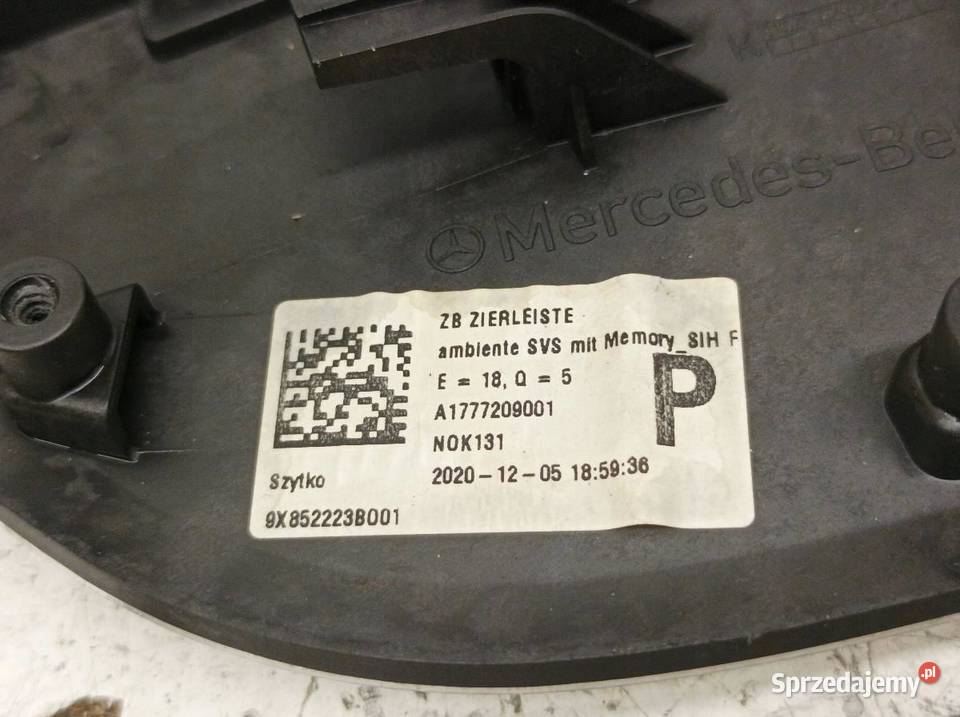 Mercedes-Be
ZB ZIERLEISTE
ambiente SVS mit Memory_SIH F
E = 18, Q = 5
A1777209001
P
NOK131
2020-12-05 18:59:36
Szytko
9X852223B001
Sprzedajemy.pl